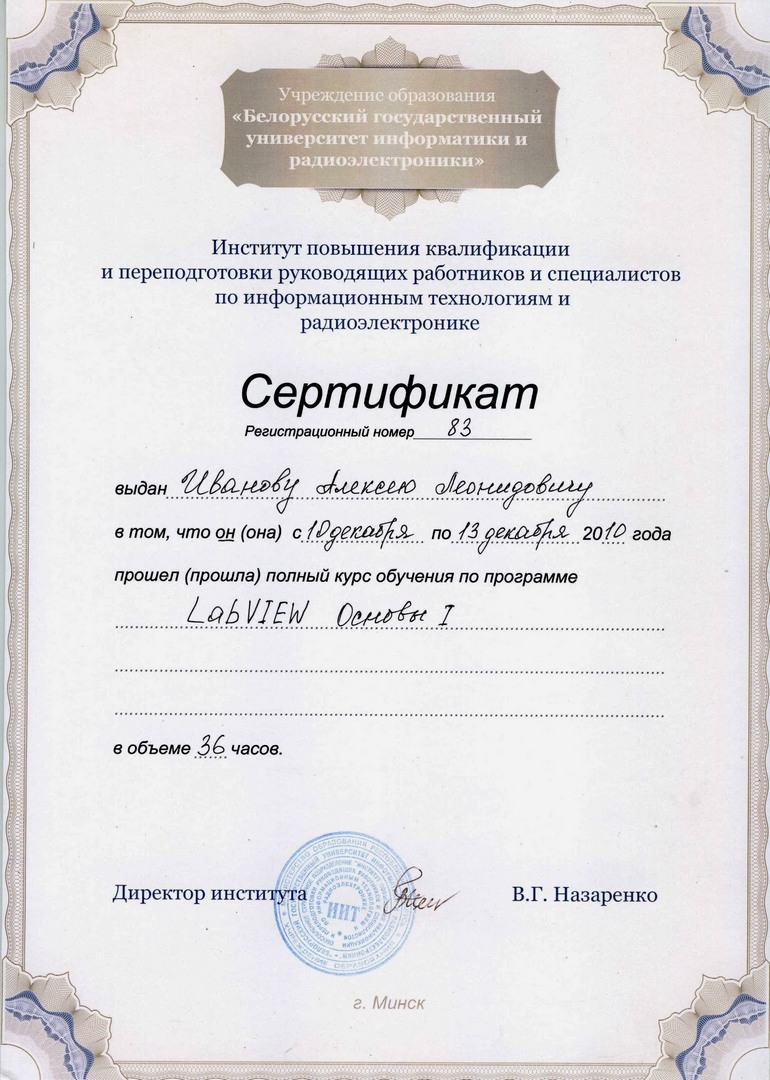 Учреждение образования
«Белорусский государственный
университет информатики и
радиоэлектроники»
Институт повышения квалификации
и переподготовки руководящих работников и специалистов
по информационным технологиям и
радиоэлектронике
Сертификат
Регистрационный номер 83
выдан Иванову Алексею Леонидовичу
в том, что он (она) с 10 декабря по 13 декабря 2010 года
прошел (прошла) полный курс обучения по программе
LabVIEW Основы I
в объеме 36 часов.
Директор института В.Г. Назаренко
ИИТ
г. Минск